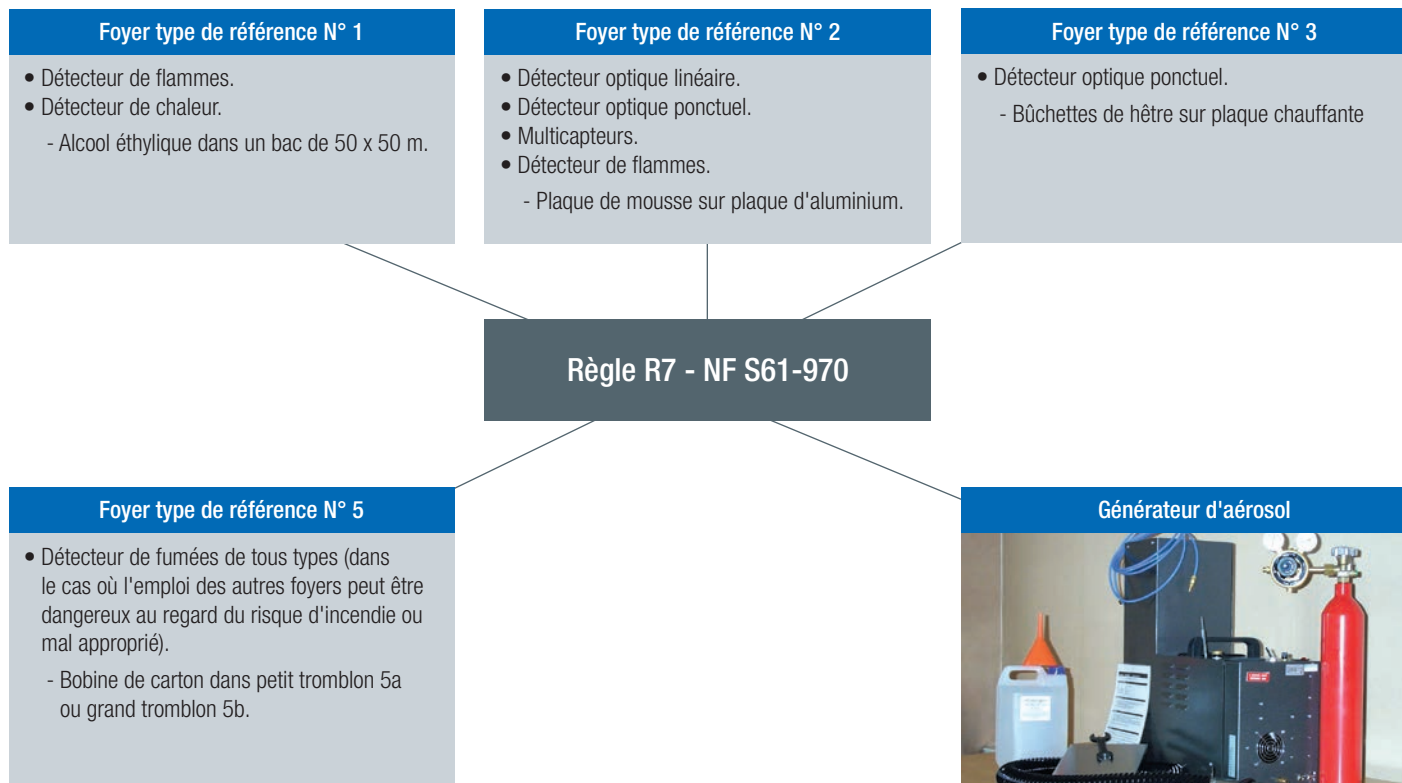 Foyer type de référence N° 1
• Détecteur de flammes.
• Détecteur de chaleur.
- Alcool éthylique dans un bac de 50 x 50 m.
Foyer type de référence N° 2
• Détecteur optique linéaire.
• Détecteur optique ponctuel.
• Multicapteurs.
• Détecteur de flammes.
- Plaque de mousse sur plaque d'aluminium.
Foyer type de référence N° 3
• Détecteur optique ponctuel.
- Bûchettes de hêtre sur plaque chauffante
Règle R7 - NF S61-970
Foyer type de référence N° 5
• Détecteur de fumées de tous types (dans
le cas où l'emploi des autres foyers peut être
dangereux au regard du risque d'incendie ou
mal approprié).
- Bobine de carton dans petit tromblon 5a
ou grand tromblon 5b.
Générateur d'aérosol